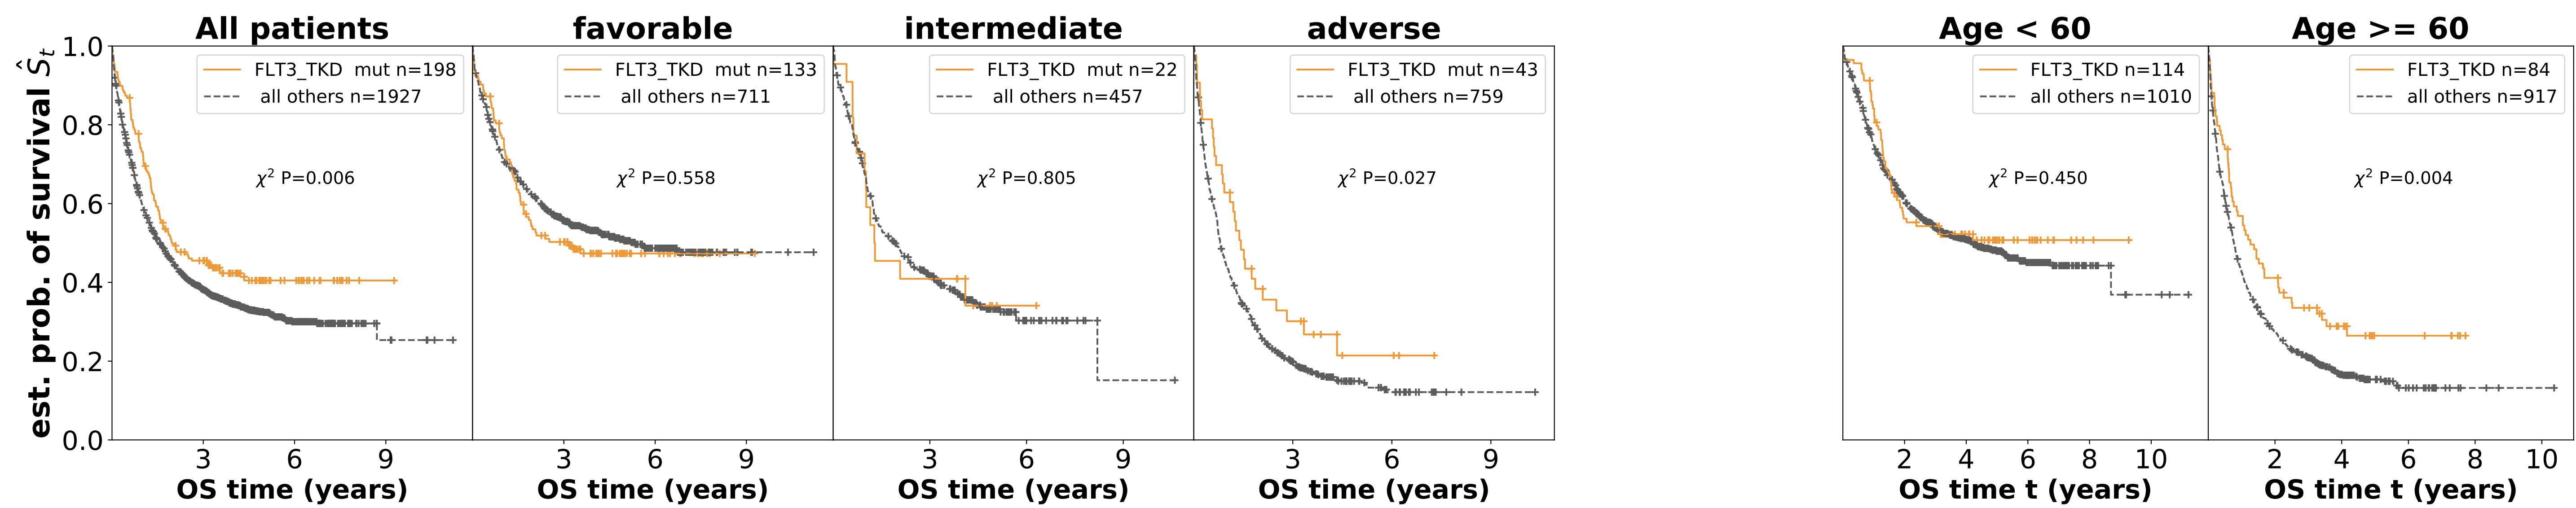 All patients
favorable
intermediate
adverse
Age < 60
Age >= 60
est. prob. of survival Ŝt
1.0
0.8
0.6
0.4
0.2
0.0
FLT3_TKD mut n=198
all others n=1927
χ² P=0.006
3 6 9
OS time (years)
FLT3_TKD mut n=133
all others n=711
χ² P=0.558
3 6 9
OS time (years)
FLT3_TKD mut n=22
all others n=457
χ² P=0.805
3 6 9
OS time (years)
FLT3_TKD mut n=43
all others n=759
χ² P=0.027
3 6 9
OS time (years)
FLT3_TKD n=114
all others n=1010
χ² P=0.450
2 4 6 8 10
OS time t (years)
FLT3_TKD n=84
all others n=917
χ² P=0.004
2 4 6 8 10
OS time t (years)